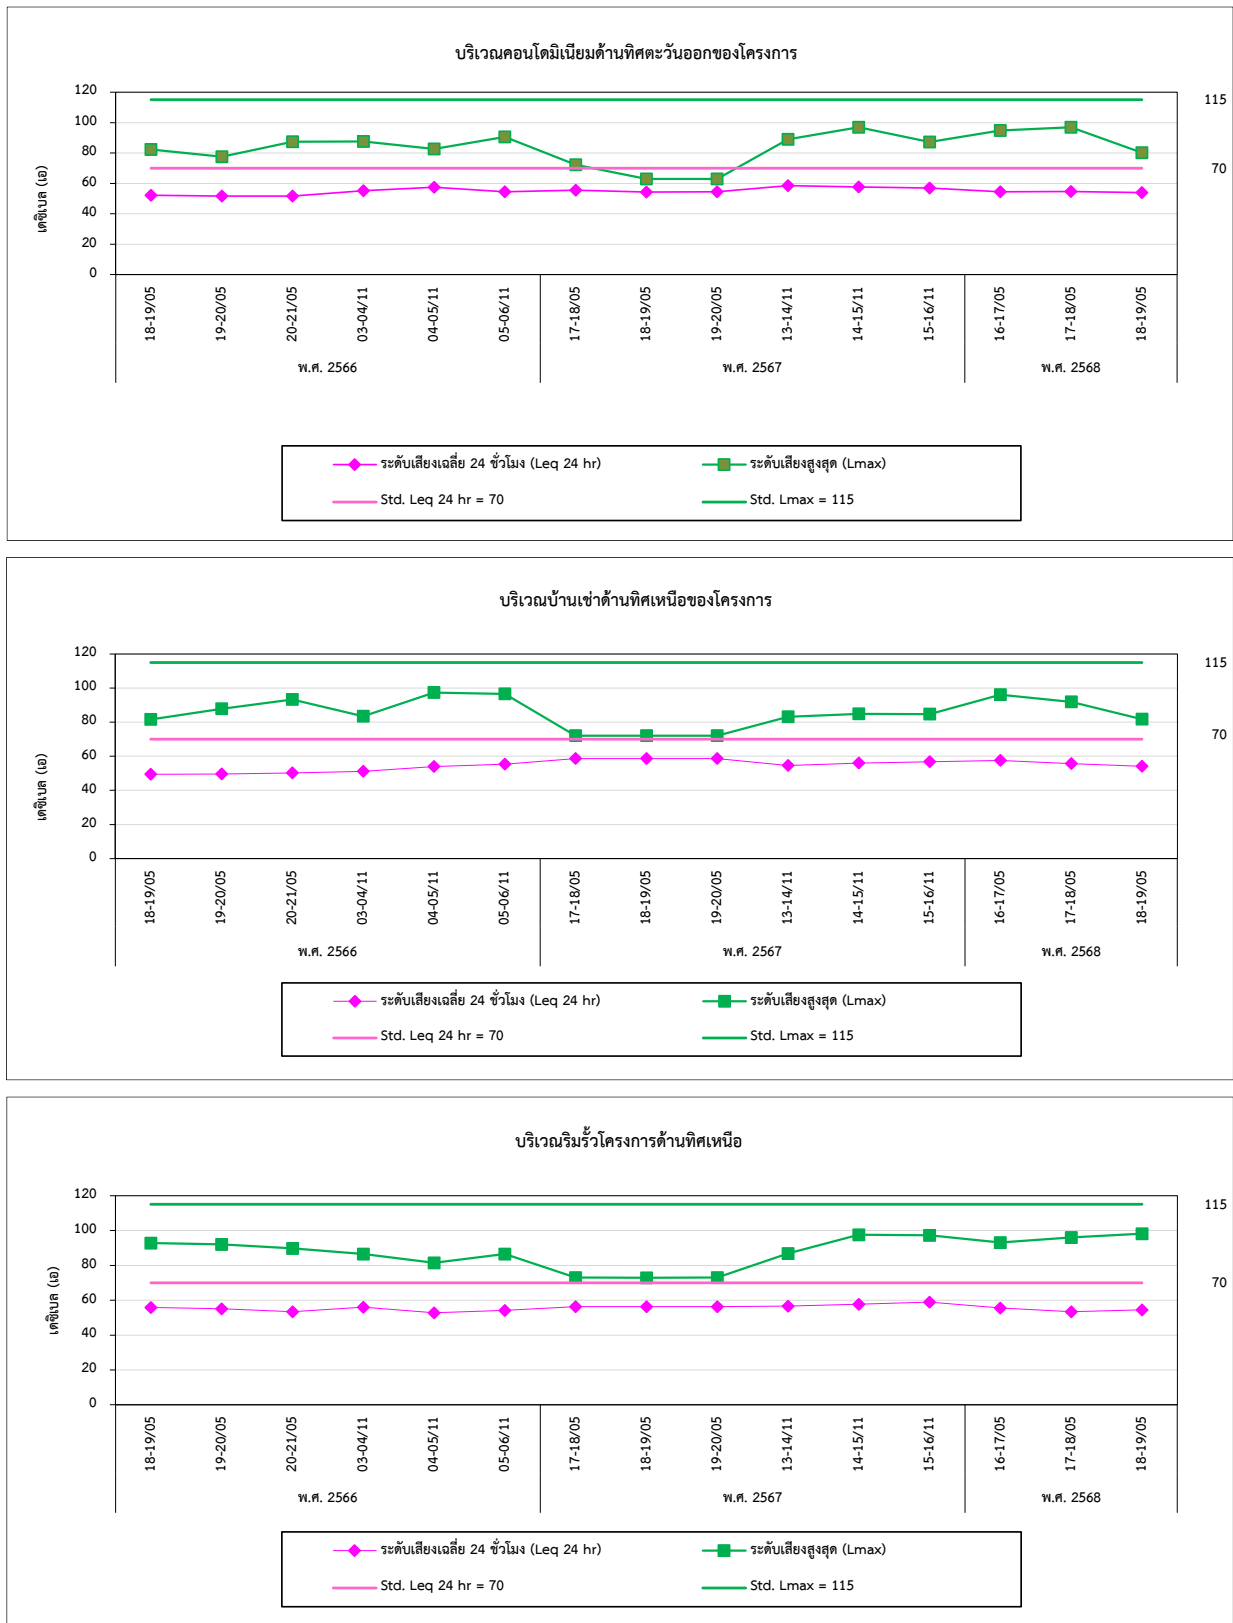 บริเวณคอนโดมิเนียมด้านทิศตะวันออกของโครงการ
120
100
80
60
40
20
0
เดซิเบล (เอ)
115
70
18-19/05
19-20/05
20-21/05
03-04/11
04-05/11
05-06/11
17-18/05
18-19/05
19-20/05
13-14/11
14-15/11
15-16/11
16-17/05
17-18/05
18-19/05
พ.ศ. 2566
พ.ศ. 2567
พ.ศ. 2568
ระดับเสียงเฉลี่ย 24 ชั่วโมง (Leq 24 hr)
ระดับเสียงสูงสุด (Lmax)
Std. Leq 24 hr = 70
Std. Lmax = 115
บริเวณบ้านเช่าด้านทิศเหนือของโครงการ
120
100
80
60
40
20
0
เดซิเบล (เอ)
115
70
18-19/05
19-20/05
20-21/05
03-04/11
04-05/11
05-06/11
17-18/05
18-19/05
19-20/05
13-14/11
14-15/11
15-16/11
16-17/05
17-18/05
18-19/05
พ.ศ. 2566
พ.ศ. 2567
พ.ศ. 2568
ระดับเสียงเฉลี่ย 24 ชั่วโมง (Leq 24 hr)
ระดับเสียงสูงสุด (Lmax)
Std. Leq 24 hr = 70
Std. Lmax = 115
บริเวณริมรั้วโครงการด้านทิศเหนือ
120
100
80
60
40
20
0
เดซิเบล (เอ)
115
70
18-19/05
19-20/05
20-21/05
03-04/11
04-05/11
05-06/11
17-18/05
18-19/05
19-20/05
13-14/11
14-15/11
15-16/11
16-17/05
17-18/05
18-19/05
พ.ศ. 2566
พ.ศ. 2567
พ.ศ. 2568
ระดับเสียงเฉลี่ย 24 ชั่วโมง (Leq 24 hr)
ระดับเสียงสูงสุด (Lmax)
Std. Leq 24 hr = 70
Std. Lmax = 115